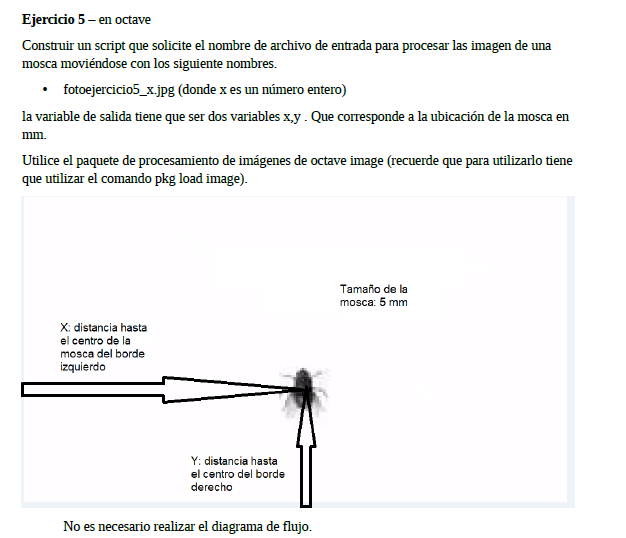 Ejercicio 5 – en octave
Construir un script que solicite el nombre de archivo de entrada para procesar las imagen de una
mosca moviéndose con los siguiente nombres.
• fotoejercicio5_x.jpg (donde x es un número entero)
la variable de salida tiene que ser dos variables x,y . Que corresponde a la ubicación de la mosca en
mm.
Utilice el paquete de procesamiento de imágenes de octave image (recuerde que para utilizarlo tiene
que utilizar el comando pkg load image).
Tamaño de la
mosca: 5 mm
X: distancia hasta
el centro de la
mosca del borde
izquierdo
Y: distancia hasta
el centro del borde
derecho
No es necesario realizar el diagrama de flujo.